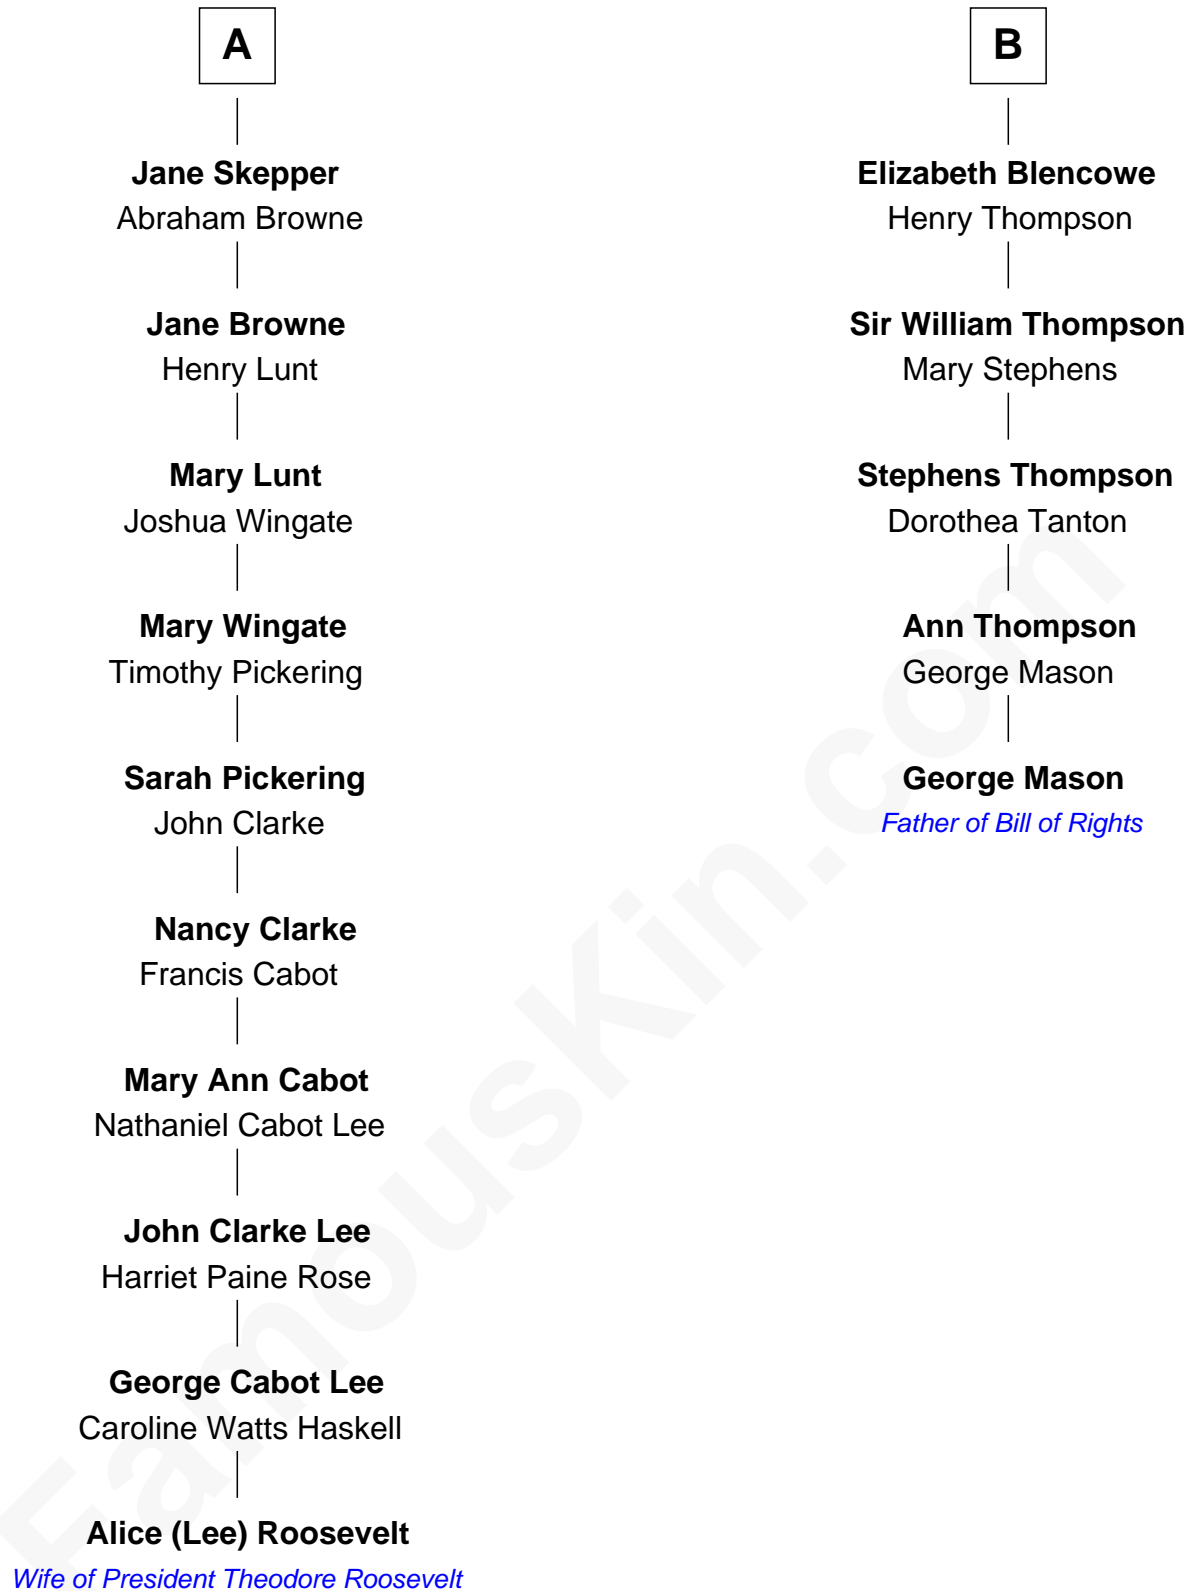 A
Jane Skepper
Abraham Browne
Jane Browne
Henry Lunt
Mary Lunt
Joshua Wingate
Mary Wingate
Timothy Pickering
Sarah Pickering
John Clarke
Nancy Clarke
Francis Cabot
Mary Ann Cabot
Nathaniel Cabot Lee
John Clarke Lee
Harriet Paine Rose
George Cabot Lee
Caroline Watts Haskell
Alice (Lee) Roosevelt
Wife of President Theodore Roosevelt
B
Elizabeth Blencowe
Henry Thompson
Sir William Thompson
Mary Stephens
Stephens Thompson
Dorothea Tanton
Ann Thompson
George Mason
George Mason
Father of Bill of Rights
FamousKin.com